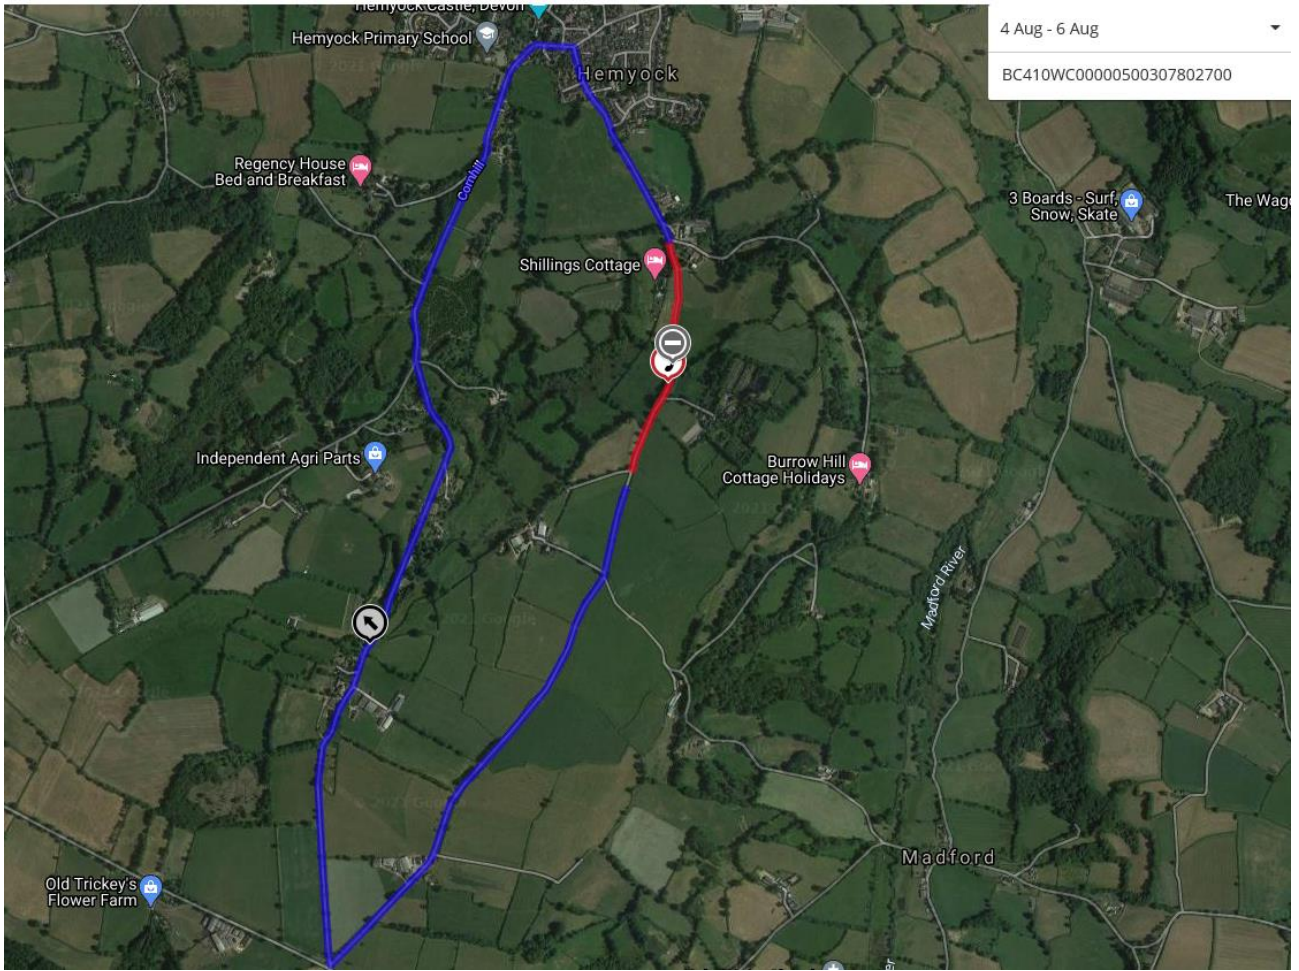 Hemyock Castle, Devon
Hemyock Primary School
Hemyock
4 Aug - 6 Aug
BC410WC00000500307802700
Regency House
Bed and Breakfast
Cornhill
3 Boards - Surf,
Snow, Skate
The Wag
Shillings Cottage
Independent Agri Parts
Burrow Hill
Cottage Holidays
Madford River
Madford
Old Trickey's
Flower Farm